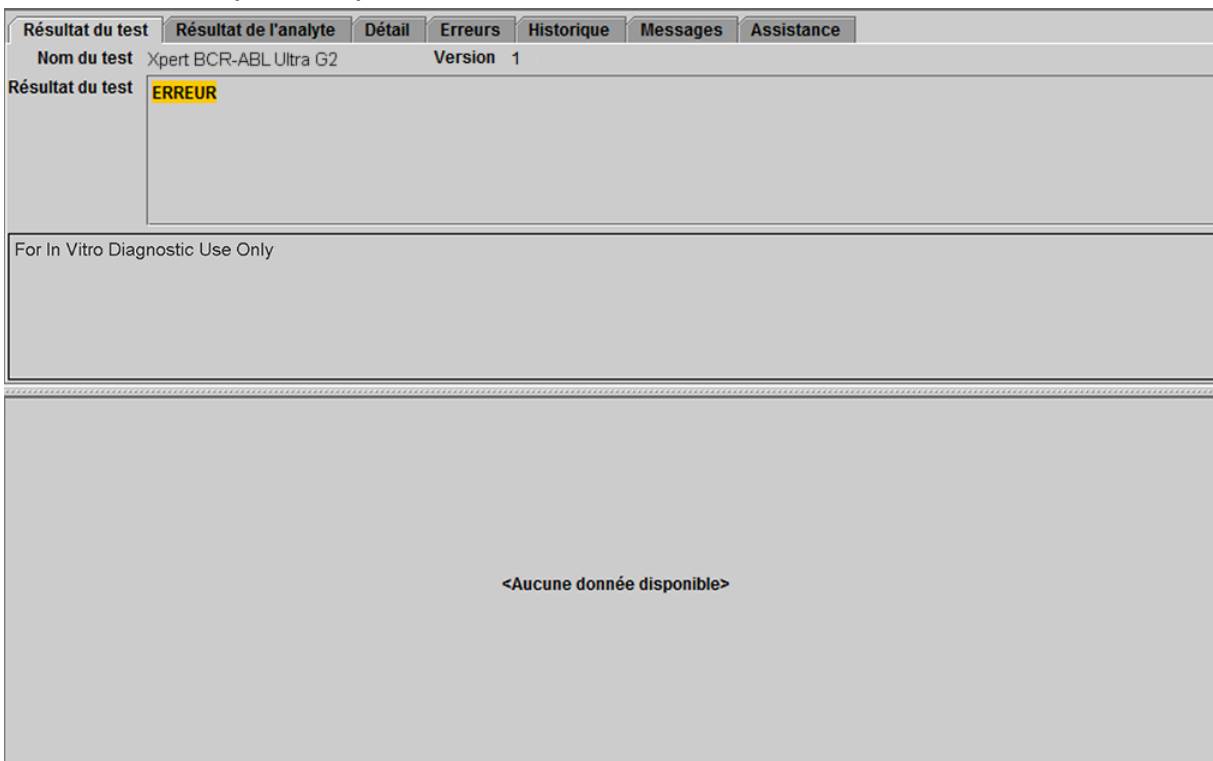 Résultat du test Résultat de l'analyte Détail Erreurs Historique Messages Assistance
Nom du test Xpert BCR-ABL Ultra G2 Version 1
Résultat du test ERREUR
For In Vitro Diagnostic Use Only
<Aucune donnée disponible>